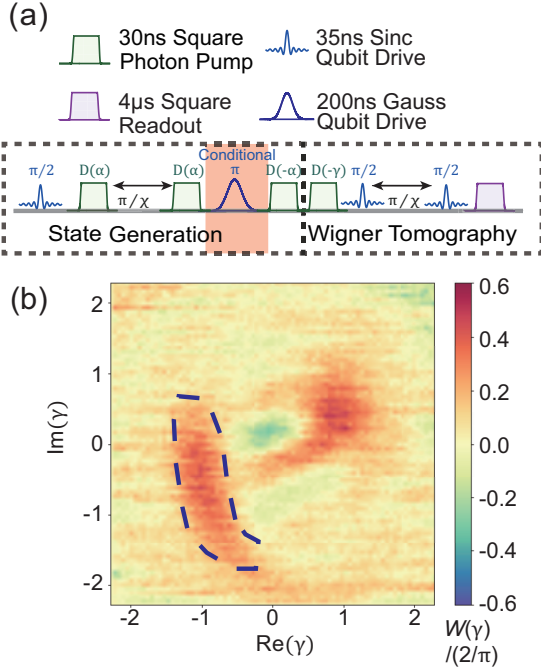 (a)
30ns Square
Photon Pump
35ns Sinc
Qubit Drive
4μs Square
Readout
200ns Gauss
Qubit Drive
π/2 D(α) π/χ D(α) Conditional π D(-α) D(-γ) π/2 π/χ π/2
State Generation Wigner Tomography
(b)
Im(γ)
2
1
0
-1
-2
-2 -1 0 1 2
Re(γ)
0.6
0.4
0.2
0.0
-0.2
-0.4
-0.6
W(γ)
/(2/π)